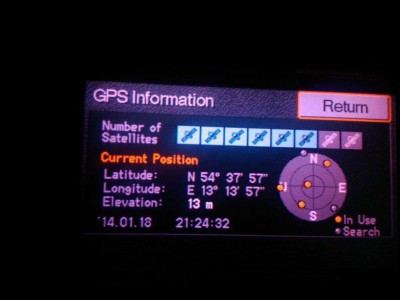 GPS Information
Return
Number of
Satellites
Current Position
Latitude: N 54° 37' 57"
Longitude: E 13° 13' 57"
Elevation: 13 m
'14.01.18 21:24:32
N
E
S
In Use
Search